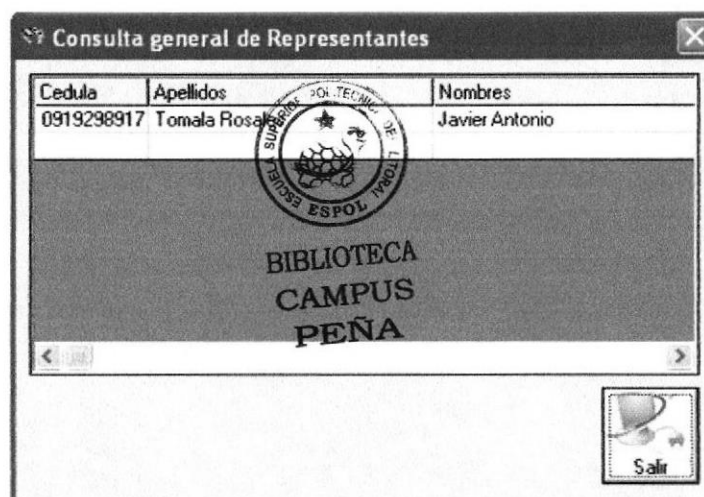 Consulta general de Representantes
Cedula Apellidos Nombres
0919298917 Tomala Javier Antonio
ESCUELA SUPERIOR POLITECNICA DEL LITORAL
ESPOL
BIBLIOTECA
CAMPUS
PEÑA
Salir